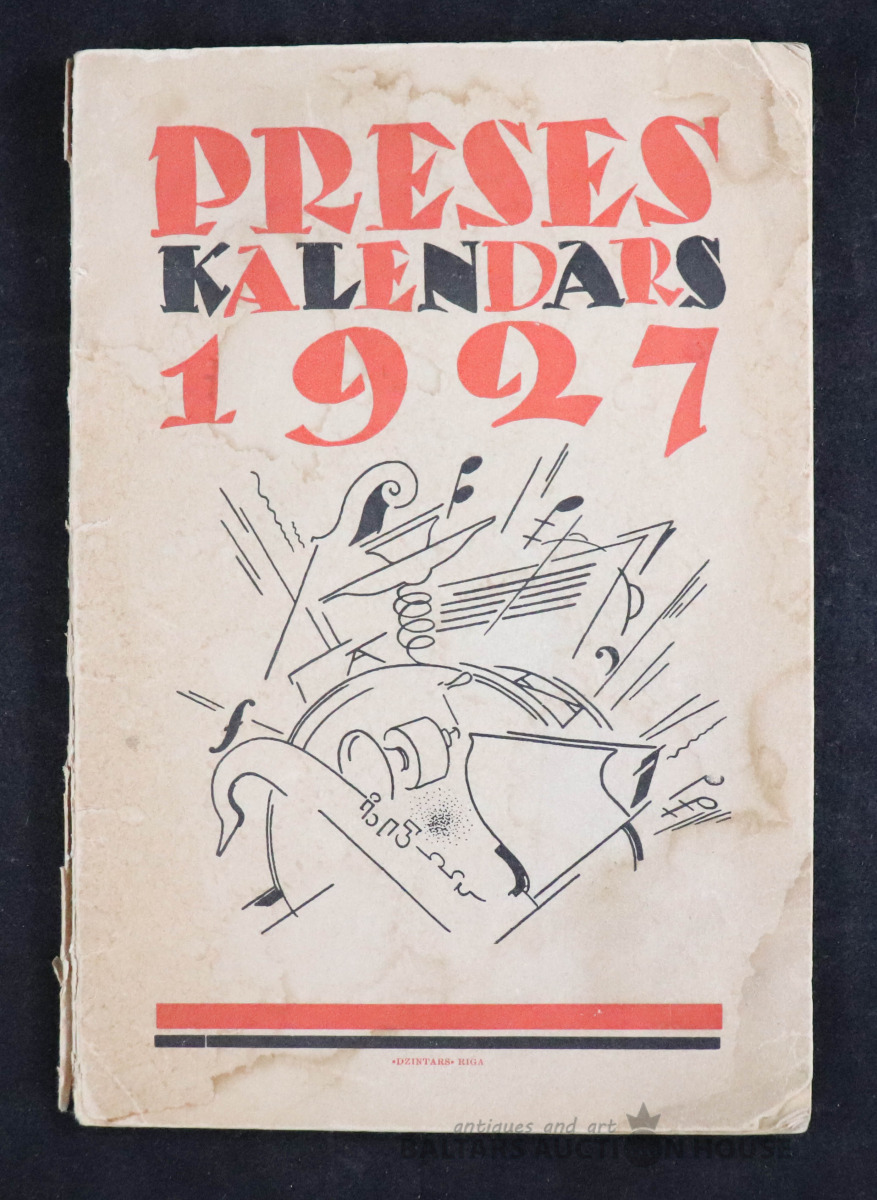 PRESES
KALENDARS
1927
«DZINTARS» RIGA
antiques and art
BALTARS AUCTION HOUSE